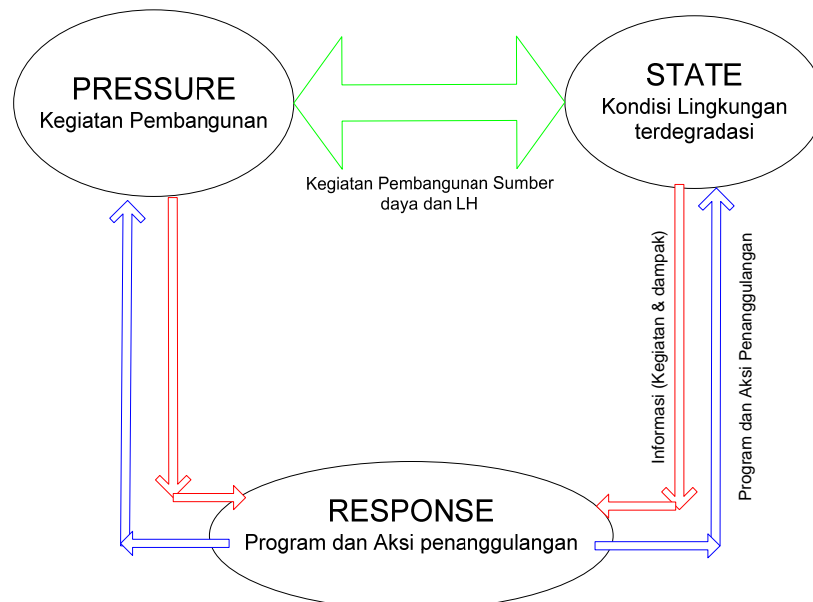 PRESSURE
Kegiatan Pembangunan
STATE
Kondisi Lingkungan
terdegradasi
Kegiatan Pembangunan Sumber
daya dan LH
Informasi (Kegiatan & dampak)
Program dan Aksi Penanggulangan
RESPONSE
Program dan Aksi penanggulangan